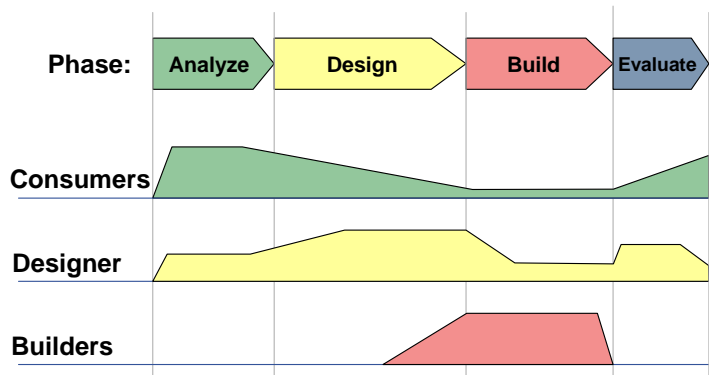 Phase: Analyze Design Build Evaluate
Consumers
Designer
Builders